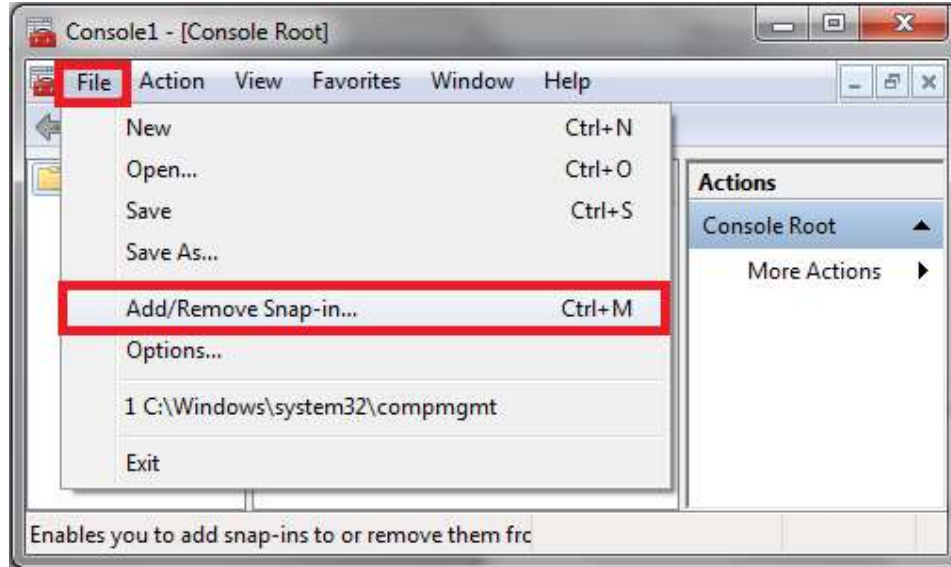 Console1 - [Console Root]
File Action View Favorites Window Help
New Ctrl+N
Open... Ctrl+O
Save Ctrl+S
Save As...
Add/Remove Snap-in... Ctrl+M
Options...
1 C:\Windows\system32\compmgmt
Exit
Actions
Console Root
More Actions
Enables you to add snap-ins to or remove them frc